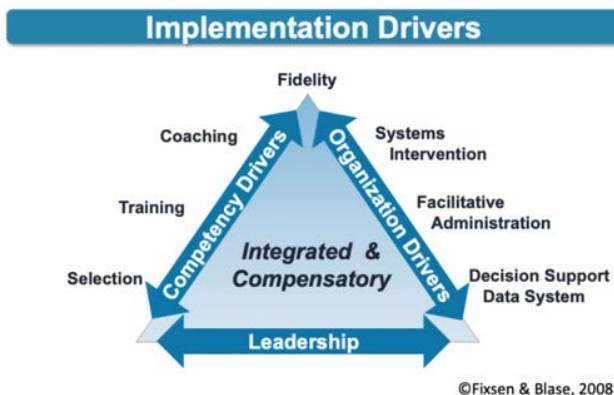 Implementation Drivers
Fidelity
Coaching
Training
Selection
Competency Drivers
Systems
Intervention
Facilitative
Administration
Decision Support
Data System
Organization Drivers
Integrated &
Compensatory
Leadership
©Fixsen & Blase, 2008